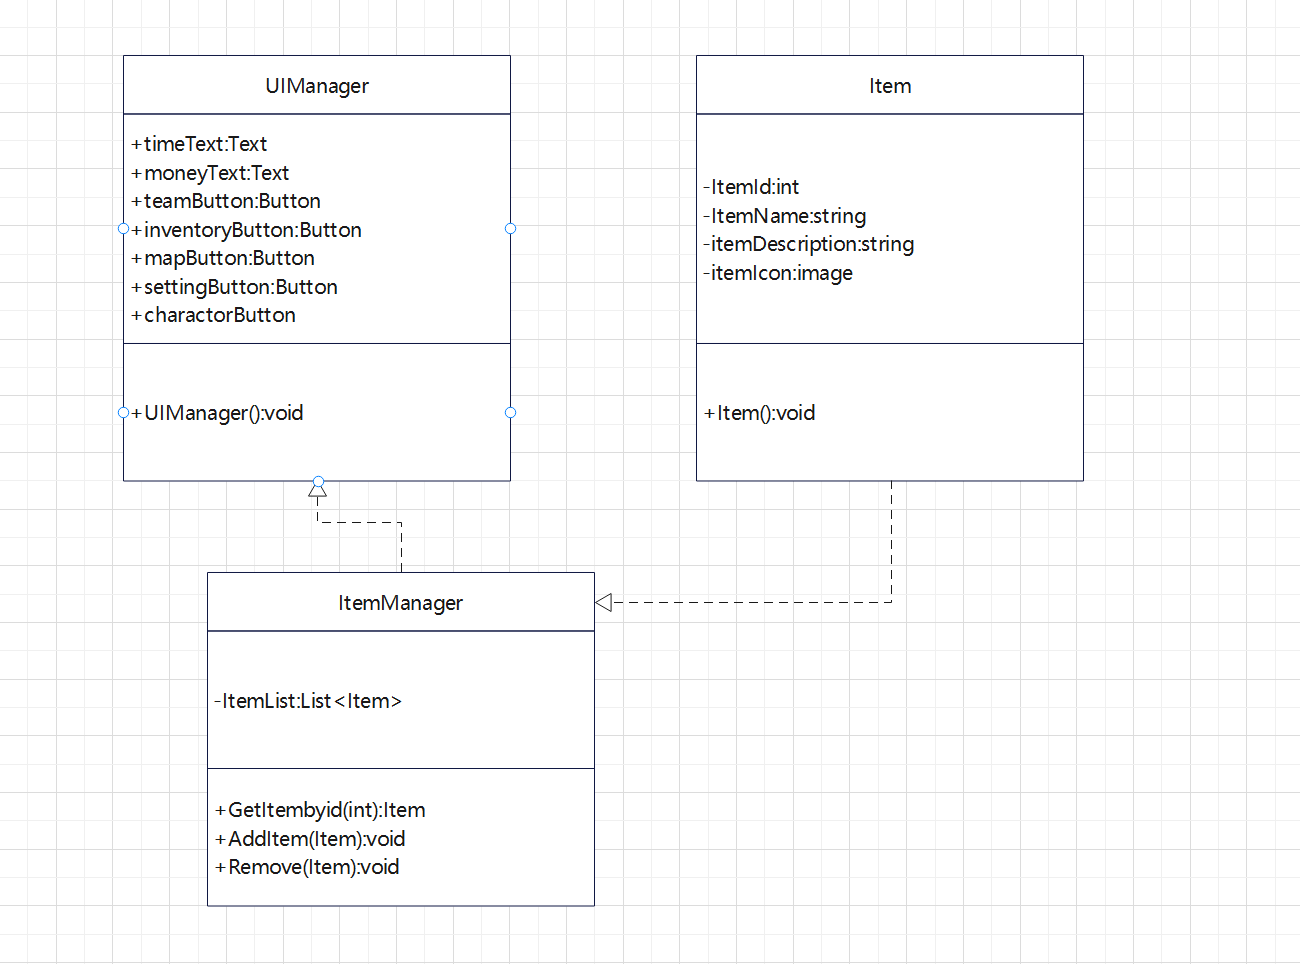 UIManager
+timeText:Text
+moneyText:Text
+teamButton:Button
+inventoryButton:Button
+mapButton:Button
+settingButton:Button
+charactorButton
+UIManager():void
Item
-ItemId:int
-ItemName:string
-itemDescription:string
-itemIcon:image
+Item():void
ItemManager
-ItemList:List<Item>
+GetItembyid(int):Item
+AddItem(Item):void
+Remove(Item):void